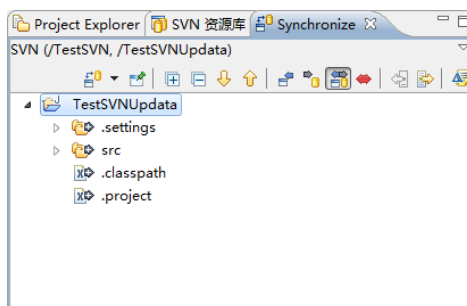 Project Explorer SVN 资源库 Synchronize
SVN (/TestSVN, /TestSVNUpdata)
TestSVNUpdata
.settings
src
.classpath
.project